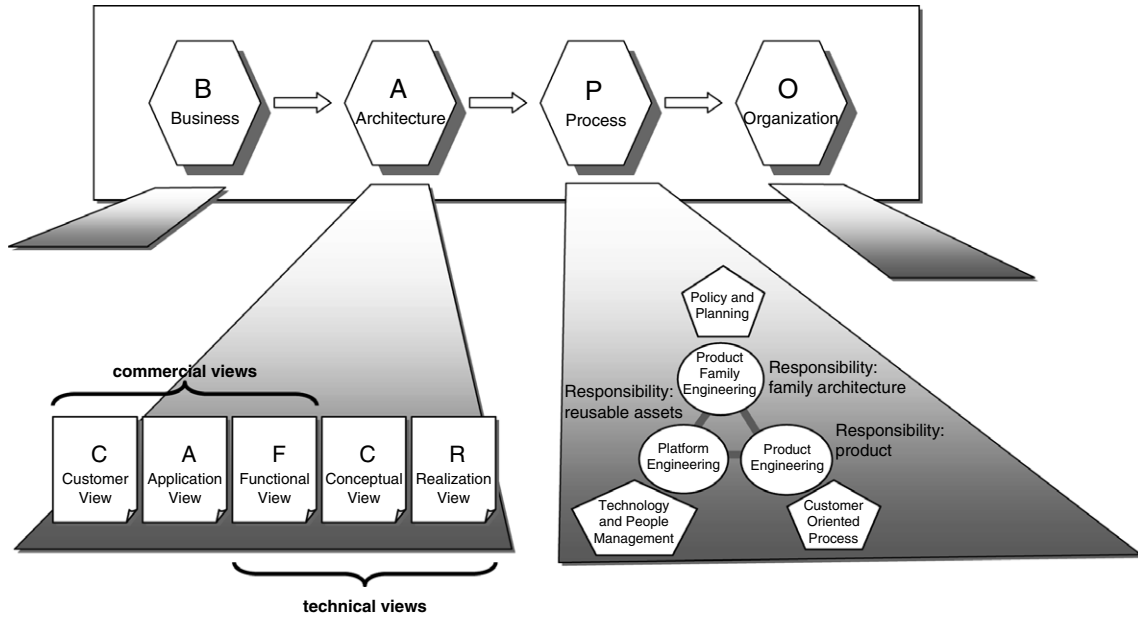 B
Business
A
Architecture
P
Process
O
Organization
commercial views
C
Customer
View
A
Application
View
F
Functional
View
C
Conceptual
View
R
Realization
View
technical views
Policy and
Planning
Product
Family
Engineering
Responsibility:
family architecture
Responsibility:
reusable assets
Platform
Engineering
Product
Engineering
Responsibility:
product
Technology
and People
Management
Customer
Oriented
Process